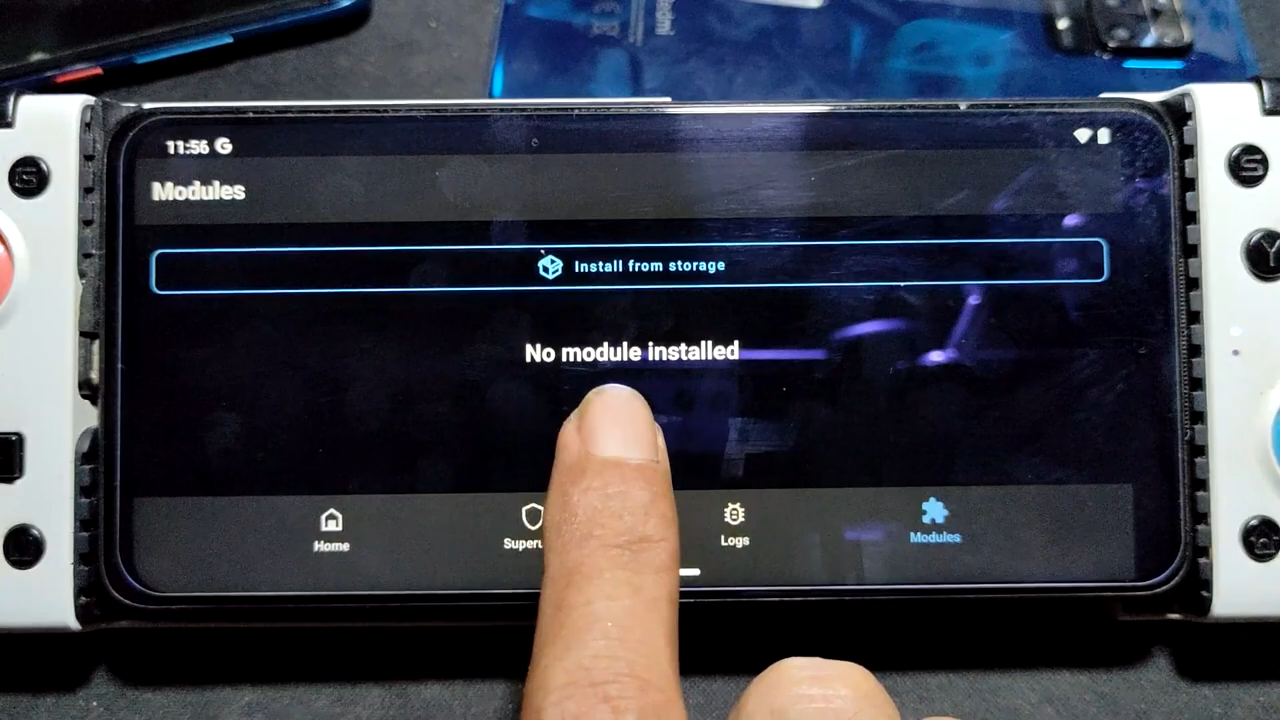 11:56 G
Modules
Install from storage
No module installed
Home
Logs
Modules
S
S
Y